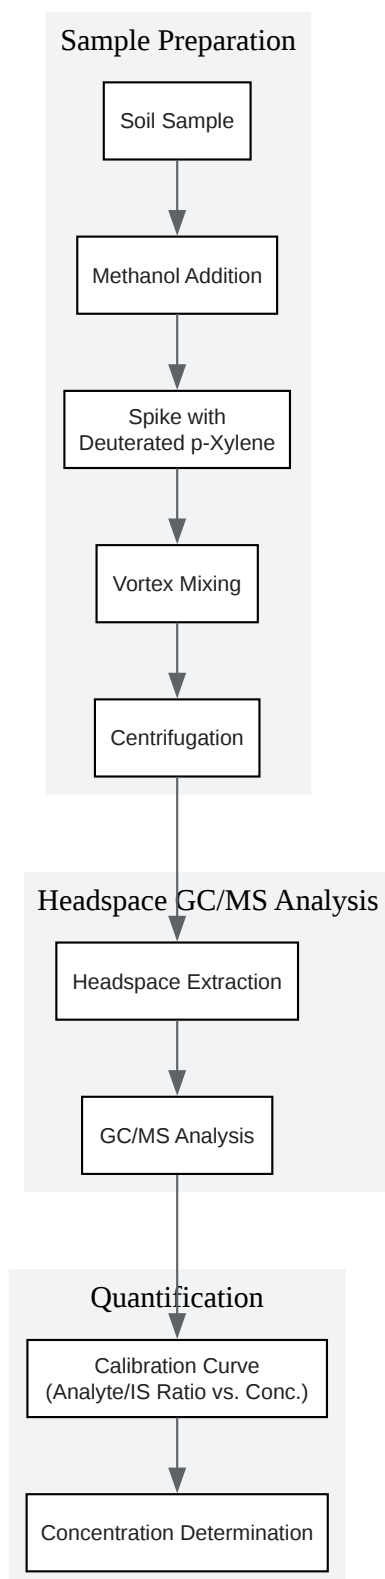 Sample Preparation
Soil Sample
Methanol Addition
Spike with
Deuterated p-Xylene
Vortex Mixing
Centrifugation
Headspace GC/MS Analysis
Headspace Extraction
GC/MS Analysis
Quantification
Calibration Curve
(Analyte/IS Ratio vs. Conc.)
Concentration Determination